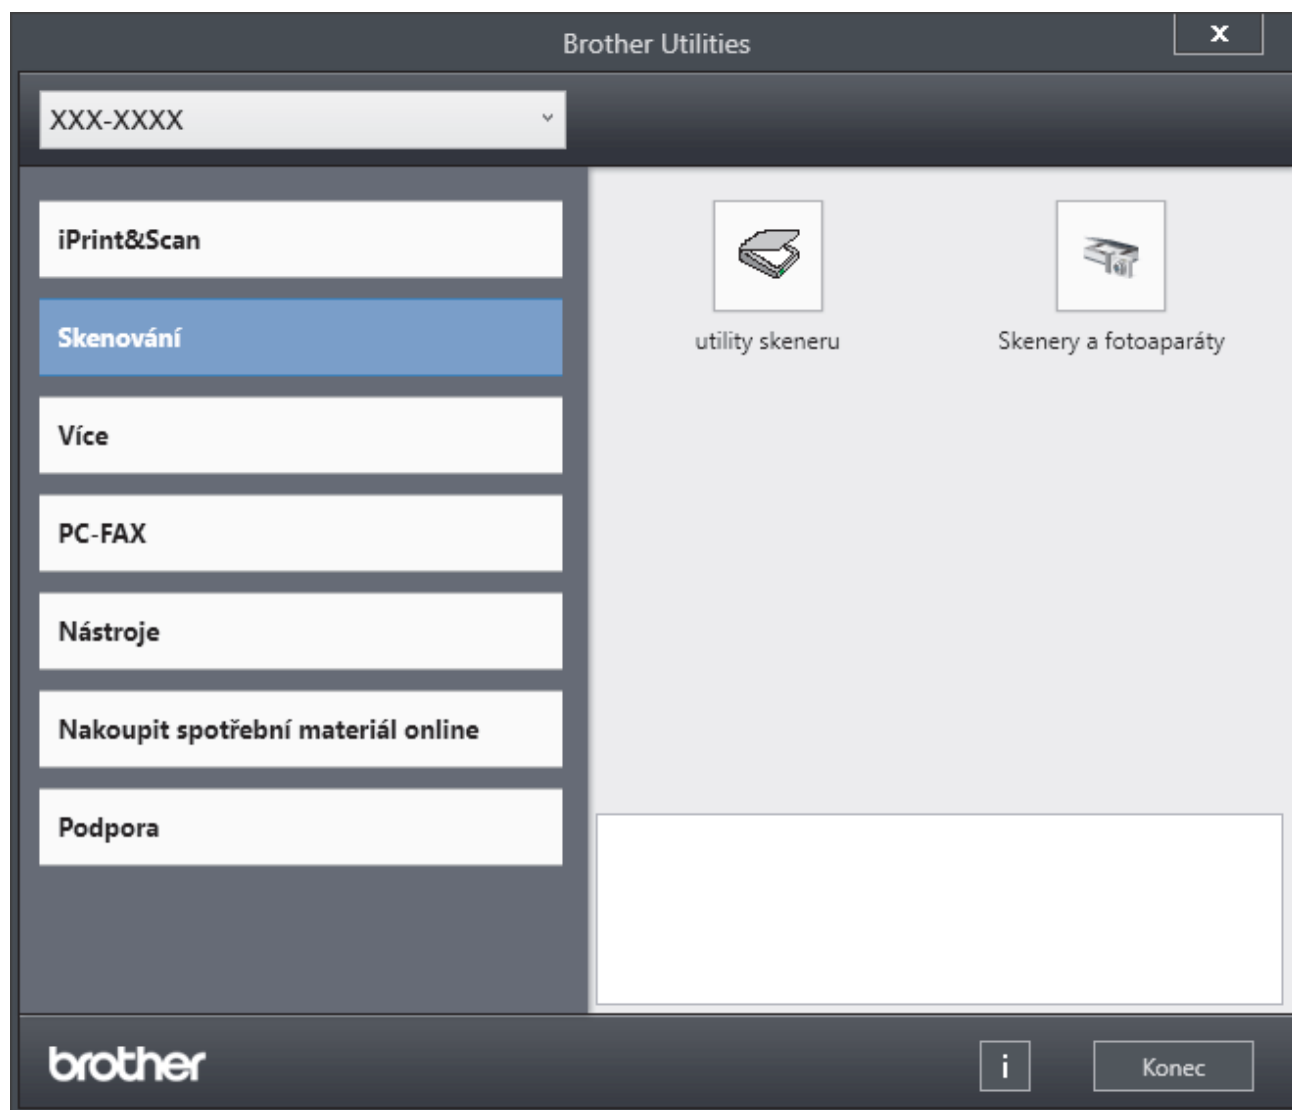 Brother Utilities
x
XXX-XXXX
iPrint&Scan
Skenování
Více
PC-FAX
Nástroje
Nakoupit spotřební materiál online
Podpora
utility skeneru
Skenery a fotoaparáty
brother
i
Konec